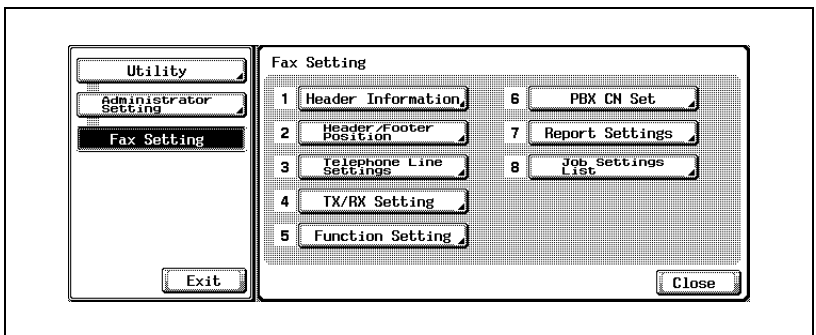 Utility
Administrator
Setting
Fax Setting
Exit
Fax Setting
1 Header Information
2 Header/Footer
Position
3 Telephone Line
Settings
4 TX/RX Setting
5 Function Setting
6 PBX CN Set
7 Report Settings
8 Job Settings
List
Close